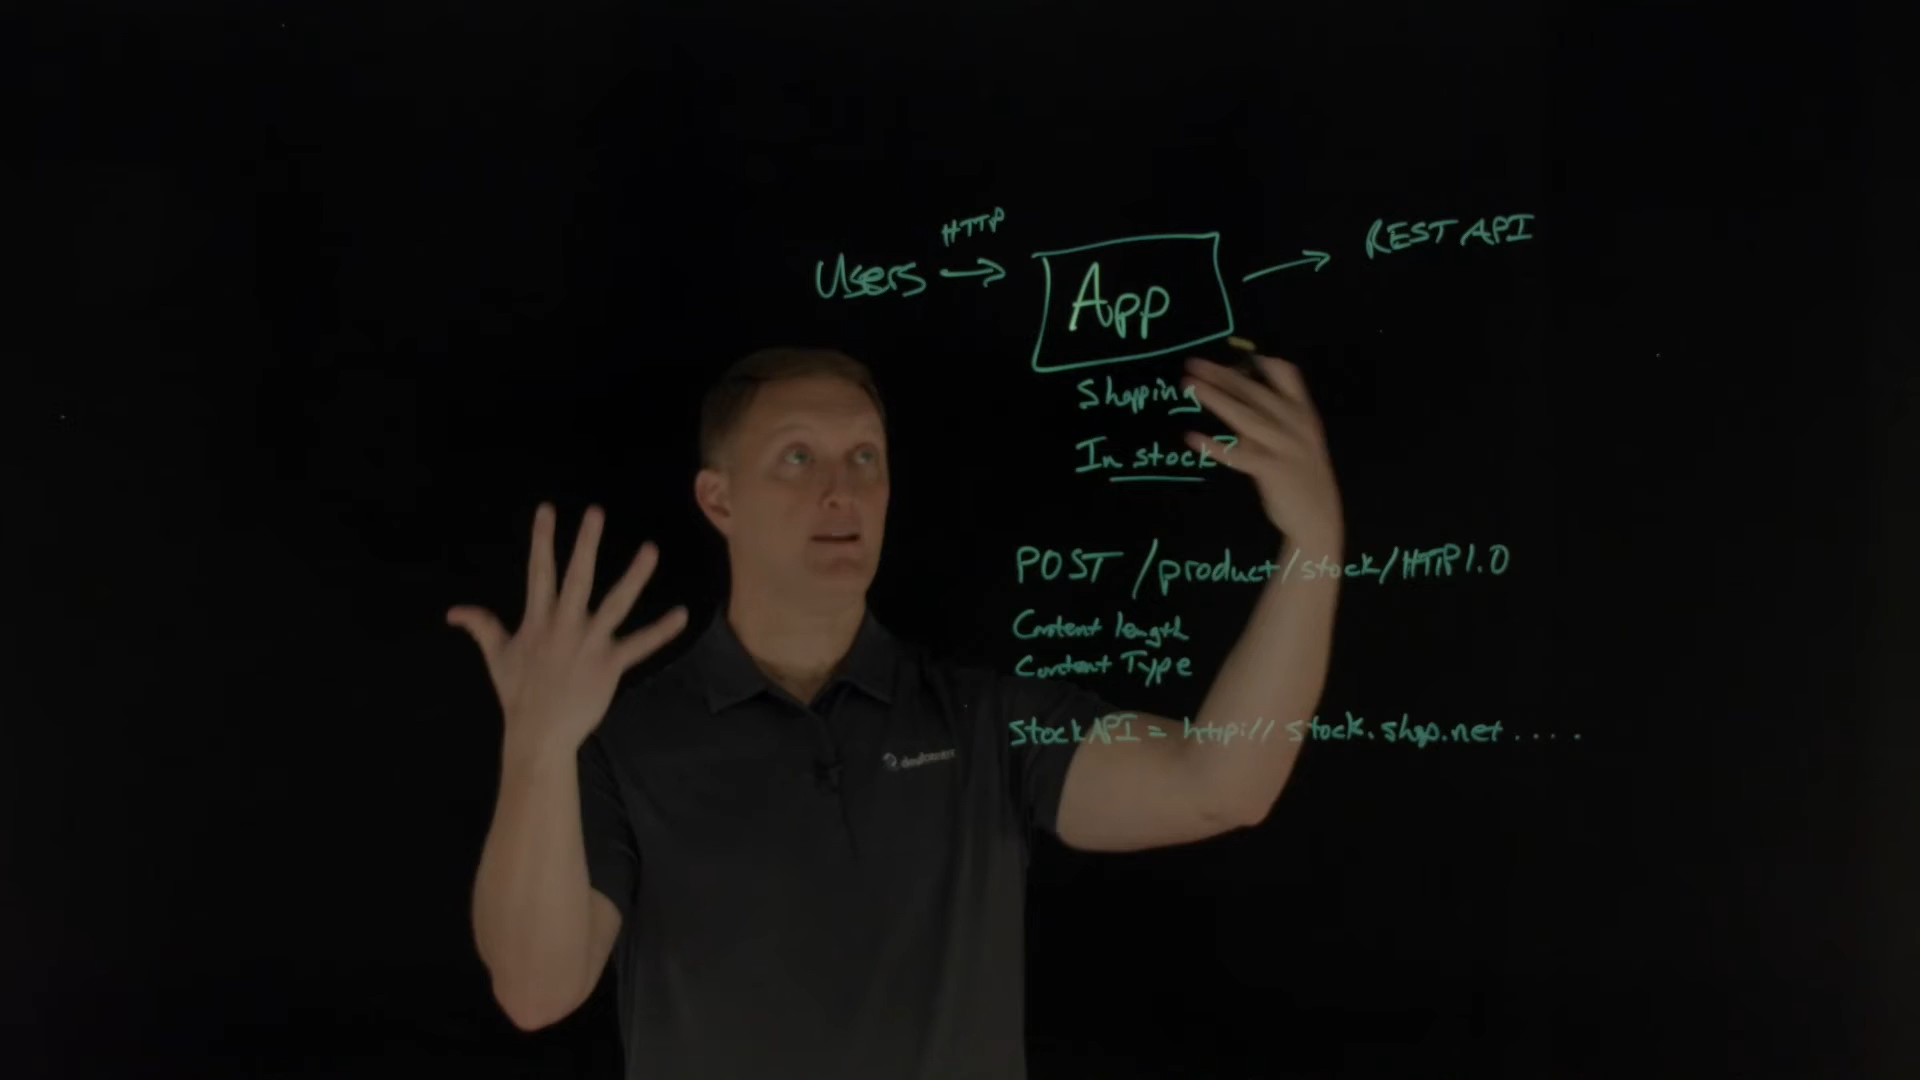 HTTP
Users → App → REST API
Shopping
In stock?
POST /product/stock/HTTP1.0
Content length
Content Type
StockAPI = http:// stock.shop.net ....